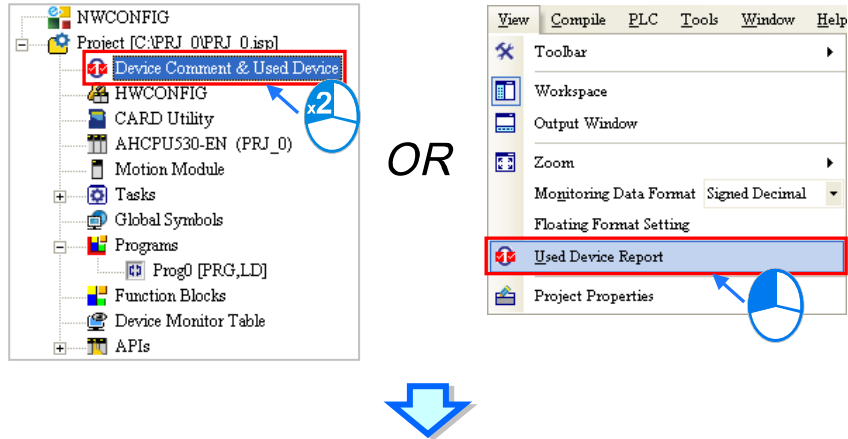 NWCONFIG
Project [C:\PRJ_0\PRJ_0.isp]
Device Comment & Used Device
HWCONFIG
CARD Utility
AHCPU530-EN (PRJ_0)
Motion Module
Tasks
Global Symbols
Programs
Prog0 [PRG,LD]
Function Blocks
Device Monitor Table
APIs
x2
OR
View Compile PLC Tools Window Help
Toolbar
Workspace
Output Window
Zoom
Monitoring Data Format Signed Decimal
Floating Format Setting
Used Device Report
Project Properties